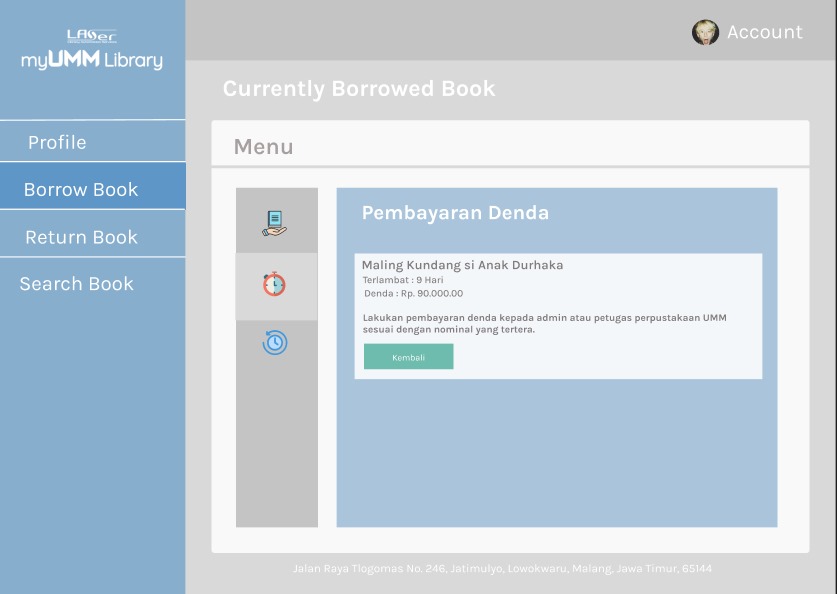 LASer
myUMM Library
Account
Currently Borrowed Book
Profile
Borrow Book
Return Book
Search Book
Menu
Pembayaran Denda
Maling Kundang si Anak Durhaka
Terlambat : 9 Hari
Denda : Rp. 90.000.00
Lakukan pembayaran denda kepada admin atau petugas perpustakaan UMM
sesuai dengan nominal yang tertera.
Kembali
Jalan Raya Tlogomas No. 246, Jatimulyo, Lowokwaru, Malang, Jawa Timur, 65144